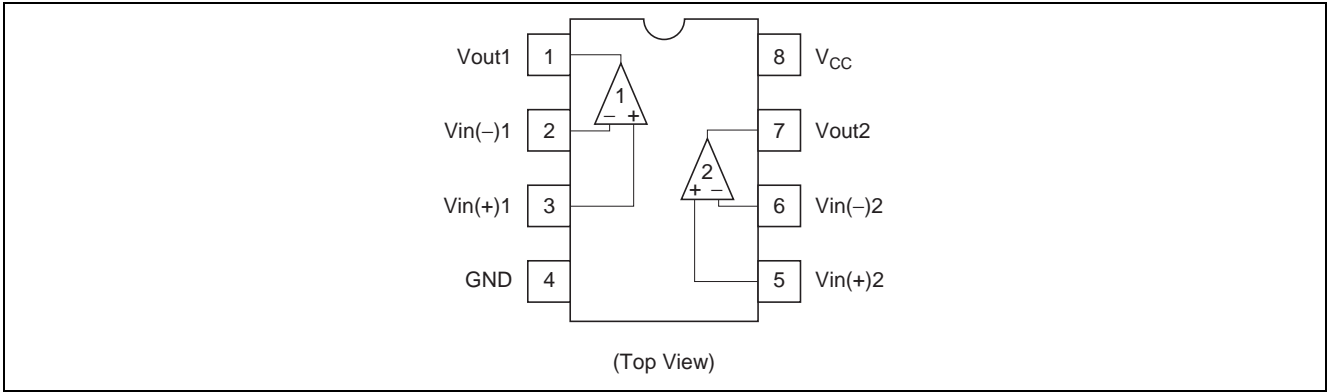 Vout1 1 8 VCC
1
− +
Vin(−)1 2 7 Vout2
2
+ −
Vin(+)1 3 6 Vin(−)2
GND 4 5 Vin(+)2
(Top View)